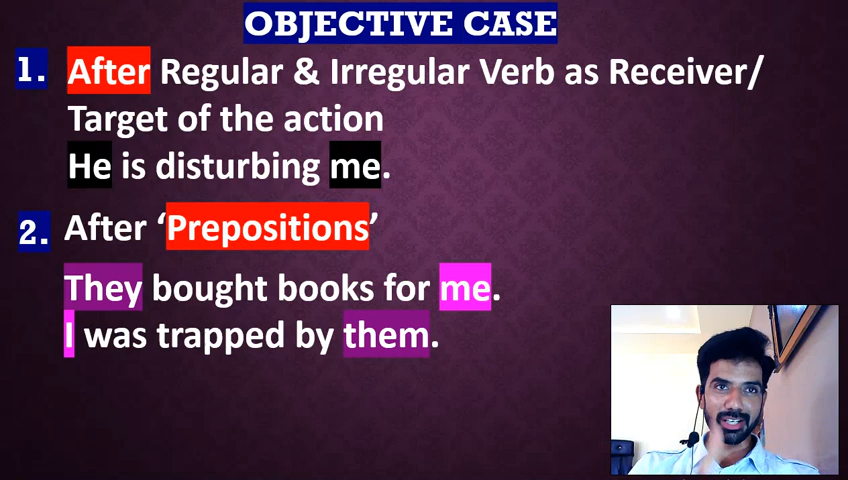 OBJECTIVE CASE
1. After Regular & Irregular Verb as Receiver/
Target of the action
He is disturbing me.
2. After ‘Prepositions’
They bought books for me.
I was trapped by them.